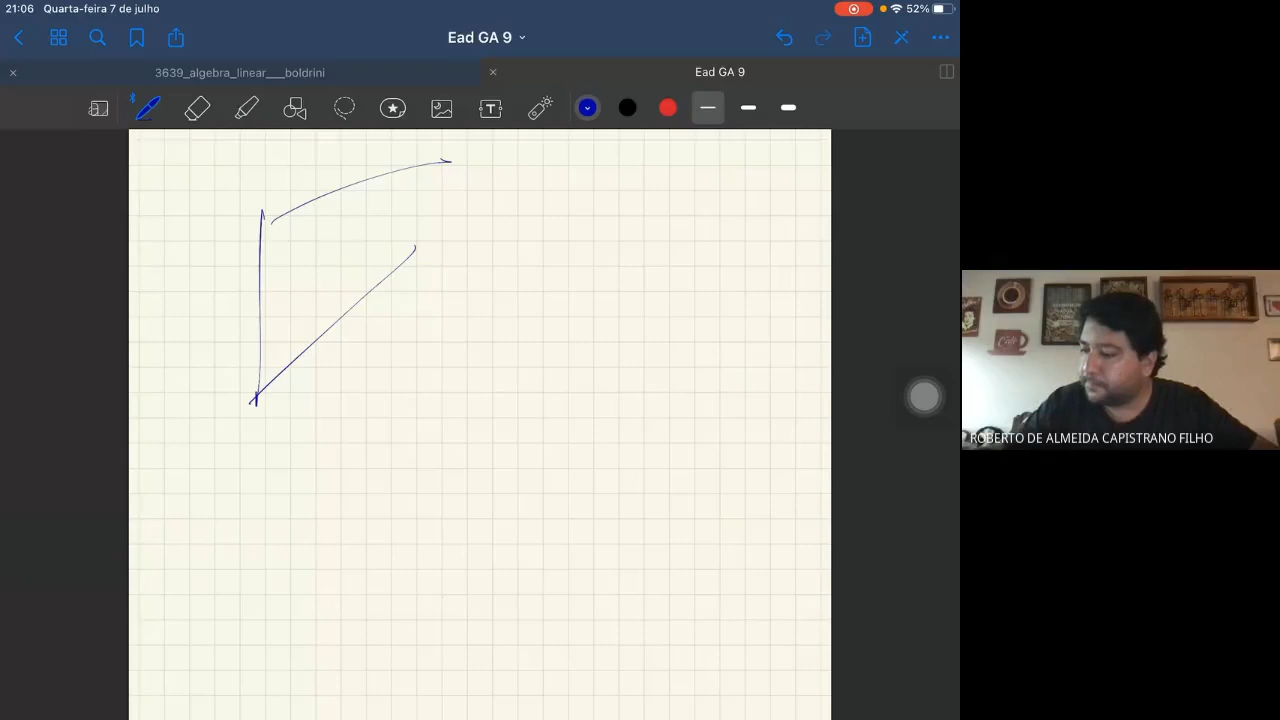 21:06 Quarta-feira 7 de julho 52%
Ead GA 9
3639_algebra_linear___boldrini Ead GA 9
T
Café
ROBERTO DE ALMEIDA CAPISTRANO FILHO